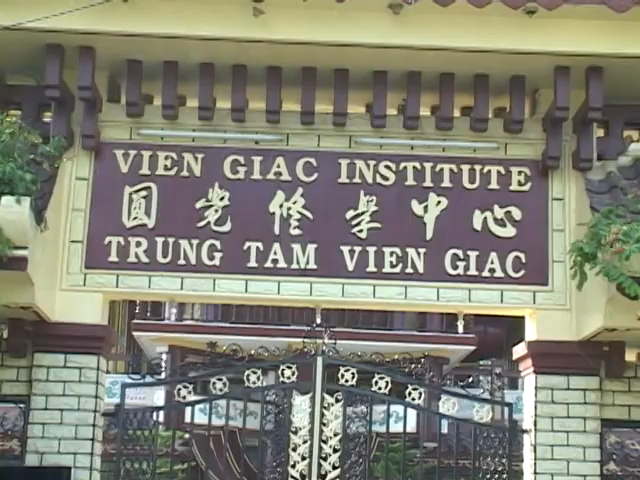 VIEN GIAC INSTITUTE
圓覺修學中心
TRUNG TAM VIEN GIAC